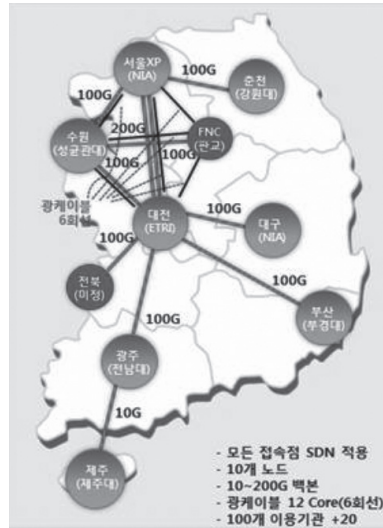 서울XP
(NIA)
100G
춘천
(강원대)
100G
수원
(성균관대)
200G
FNC
(판교)
100G
100G
광케이블
6회선
대전
(ETRI)
100G
대구
(NIA)
100G
전북
(미정)
100G
부산
(부경대)
100G
광주
(전남대)
10G
제주
(제주대)
- 모든 접속점 SDN 적용
- 10개 노드
- 10~200G 백본
- 광케이블 12 Core(6회선)
- 100개 이용기관 +20